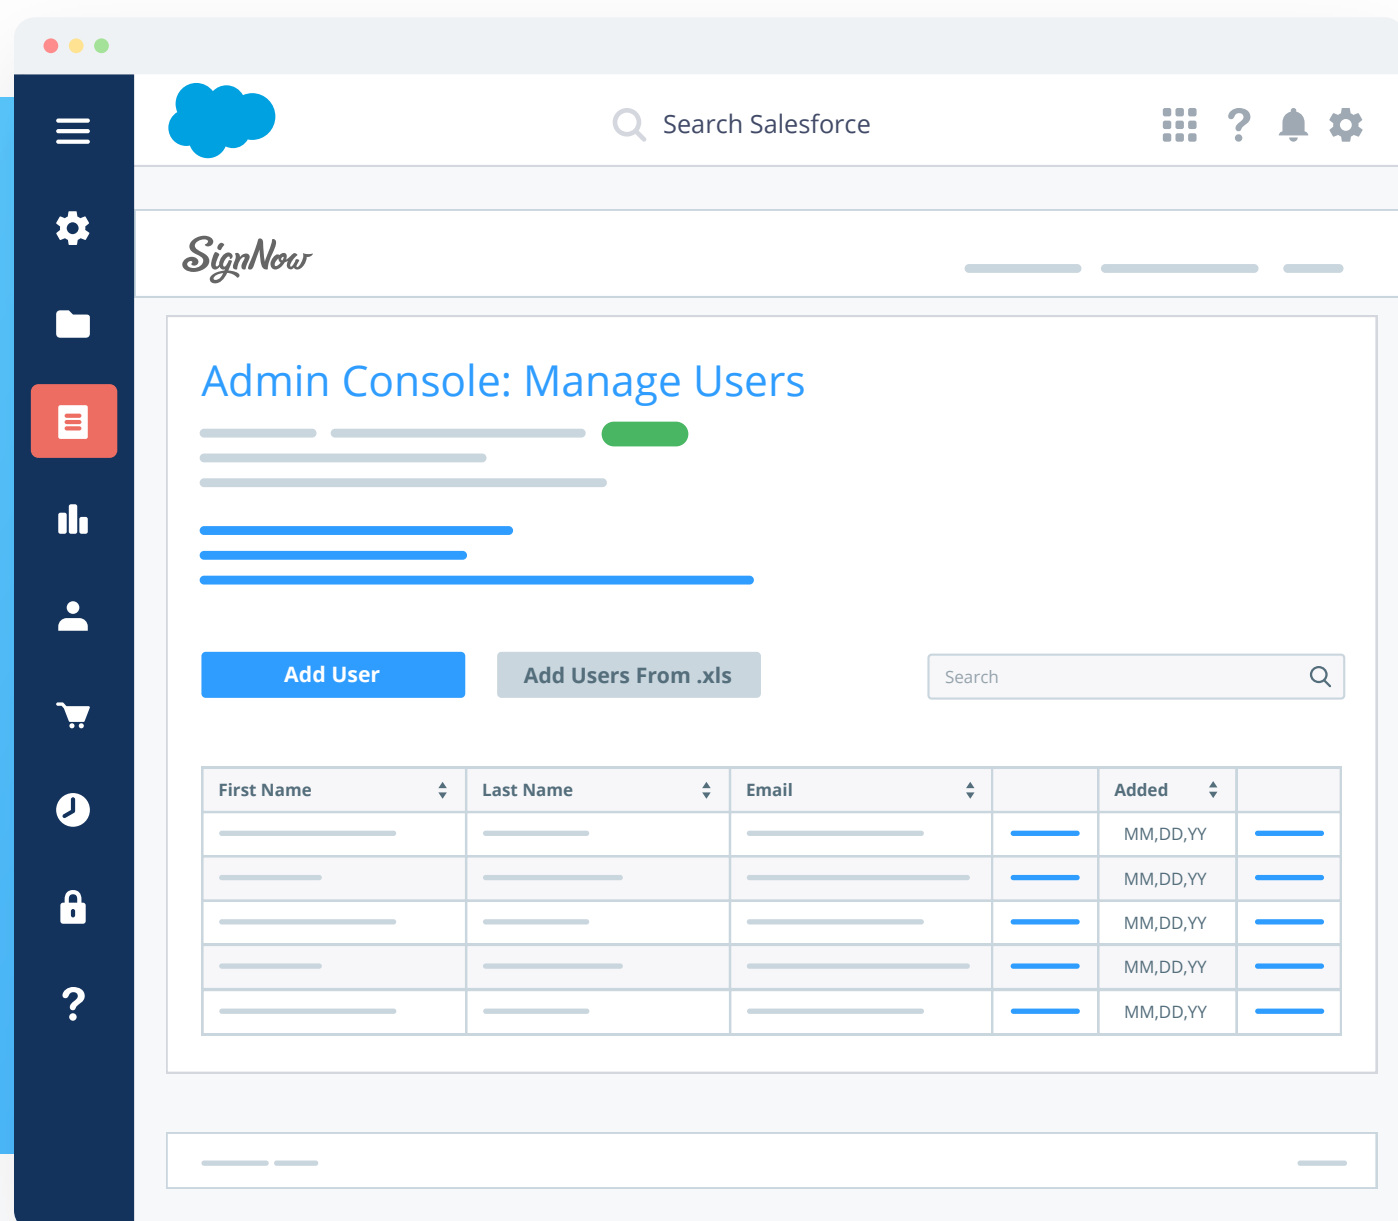 Search Salesforce
SignNow
Admin Console: Manage Users
Add User
Add Users From .xls
Search
First Name Last Name Email Added
MM,DD,YY
MM,DD,YY
MM,DD,YY
MM,DD,YY
MM,DD,YY